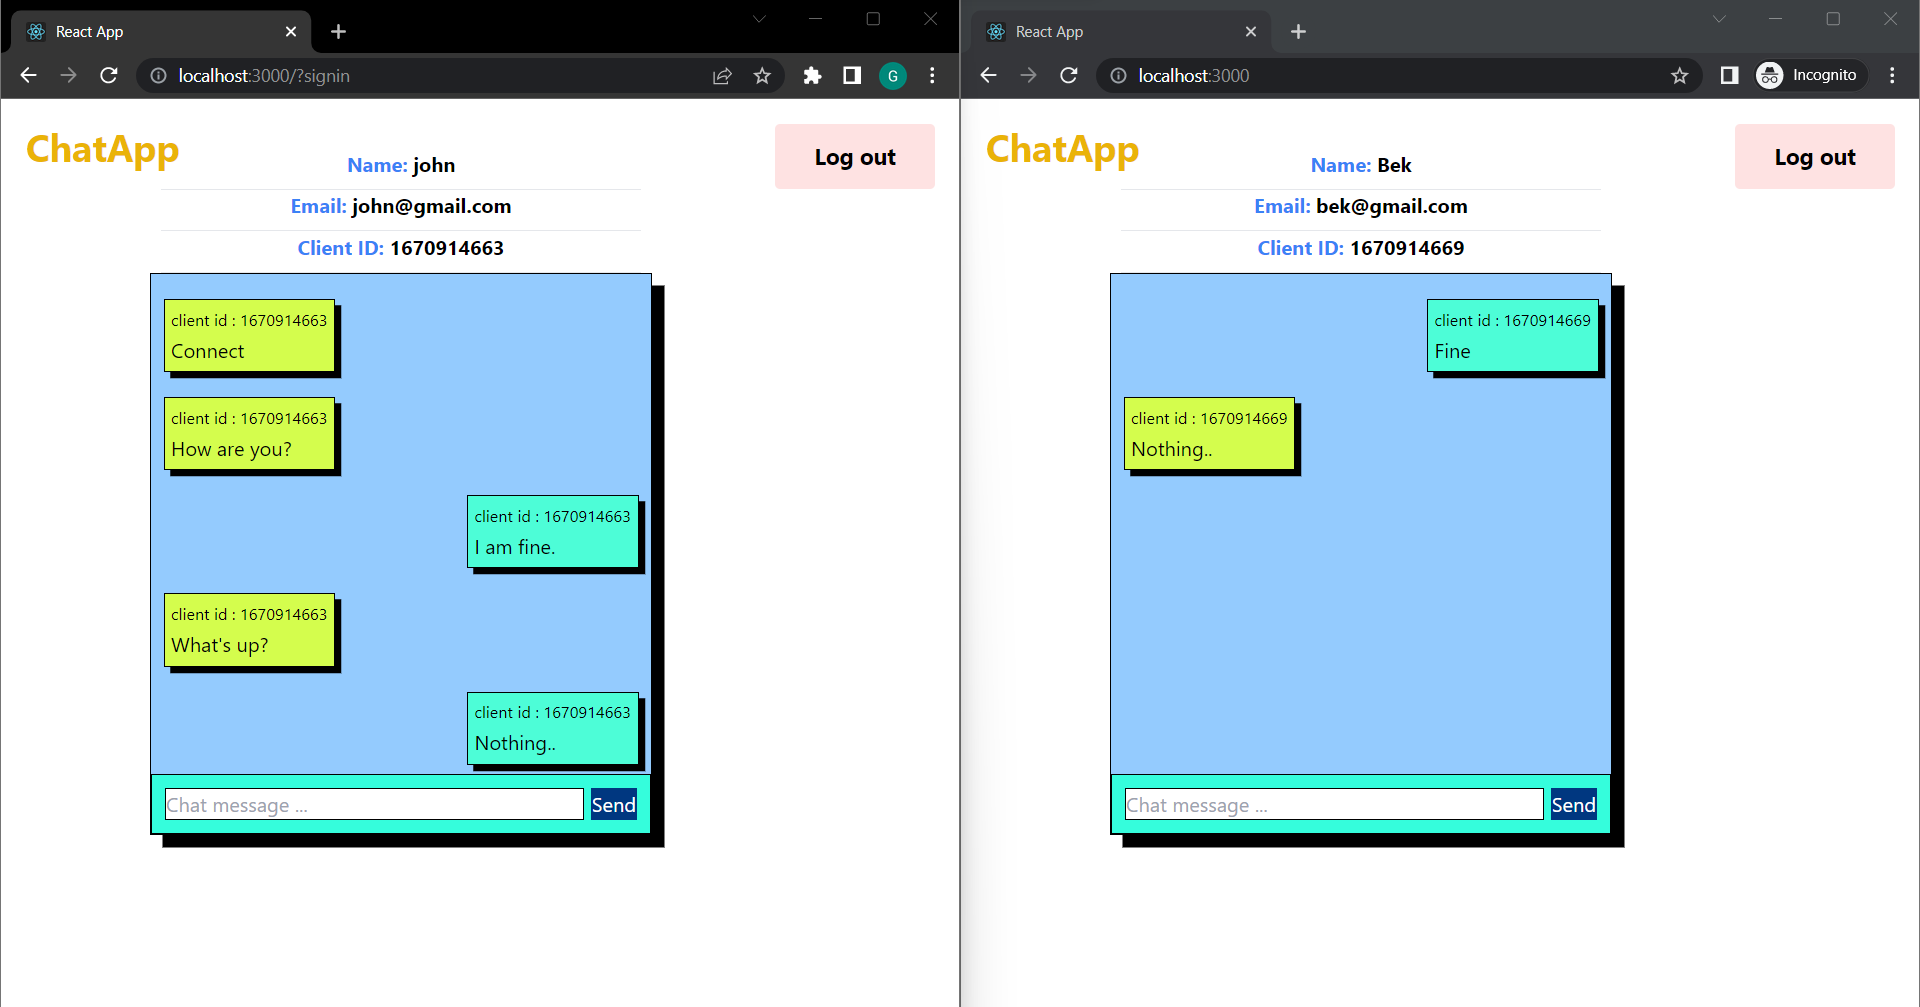 React App
localhost:3000/?signin
G
ChatApp
Log out
Name: john
Email: john@gmail.com
Client ID: 1670914663
client id : 1670914663
Connect
client id : 1670914663
How are you?
client id : 1670914663
I am fine.
client id : 1670914663
What's up?
client id : 1670914663
Nothing..
Chat message ...
Send
React App
localhost:3000
Incognito
ChatApp
Log out
Name: Bek
Email: bek@gmail.com
Client ID: 1670914669
client id : 1670914669
Fine
client id : 1670914669
Nothing..
Chat message ...
Send